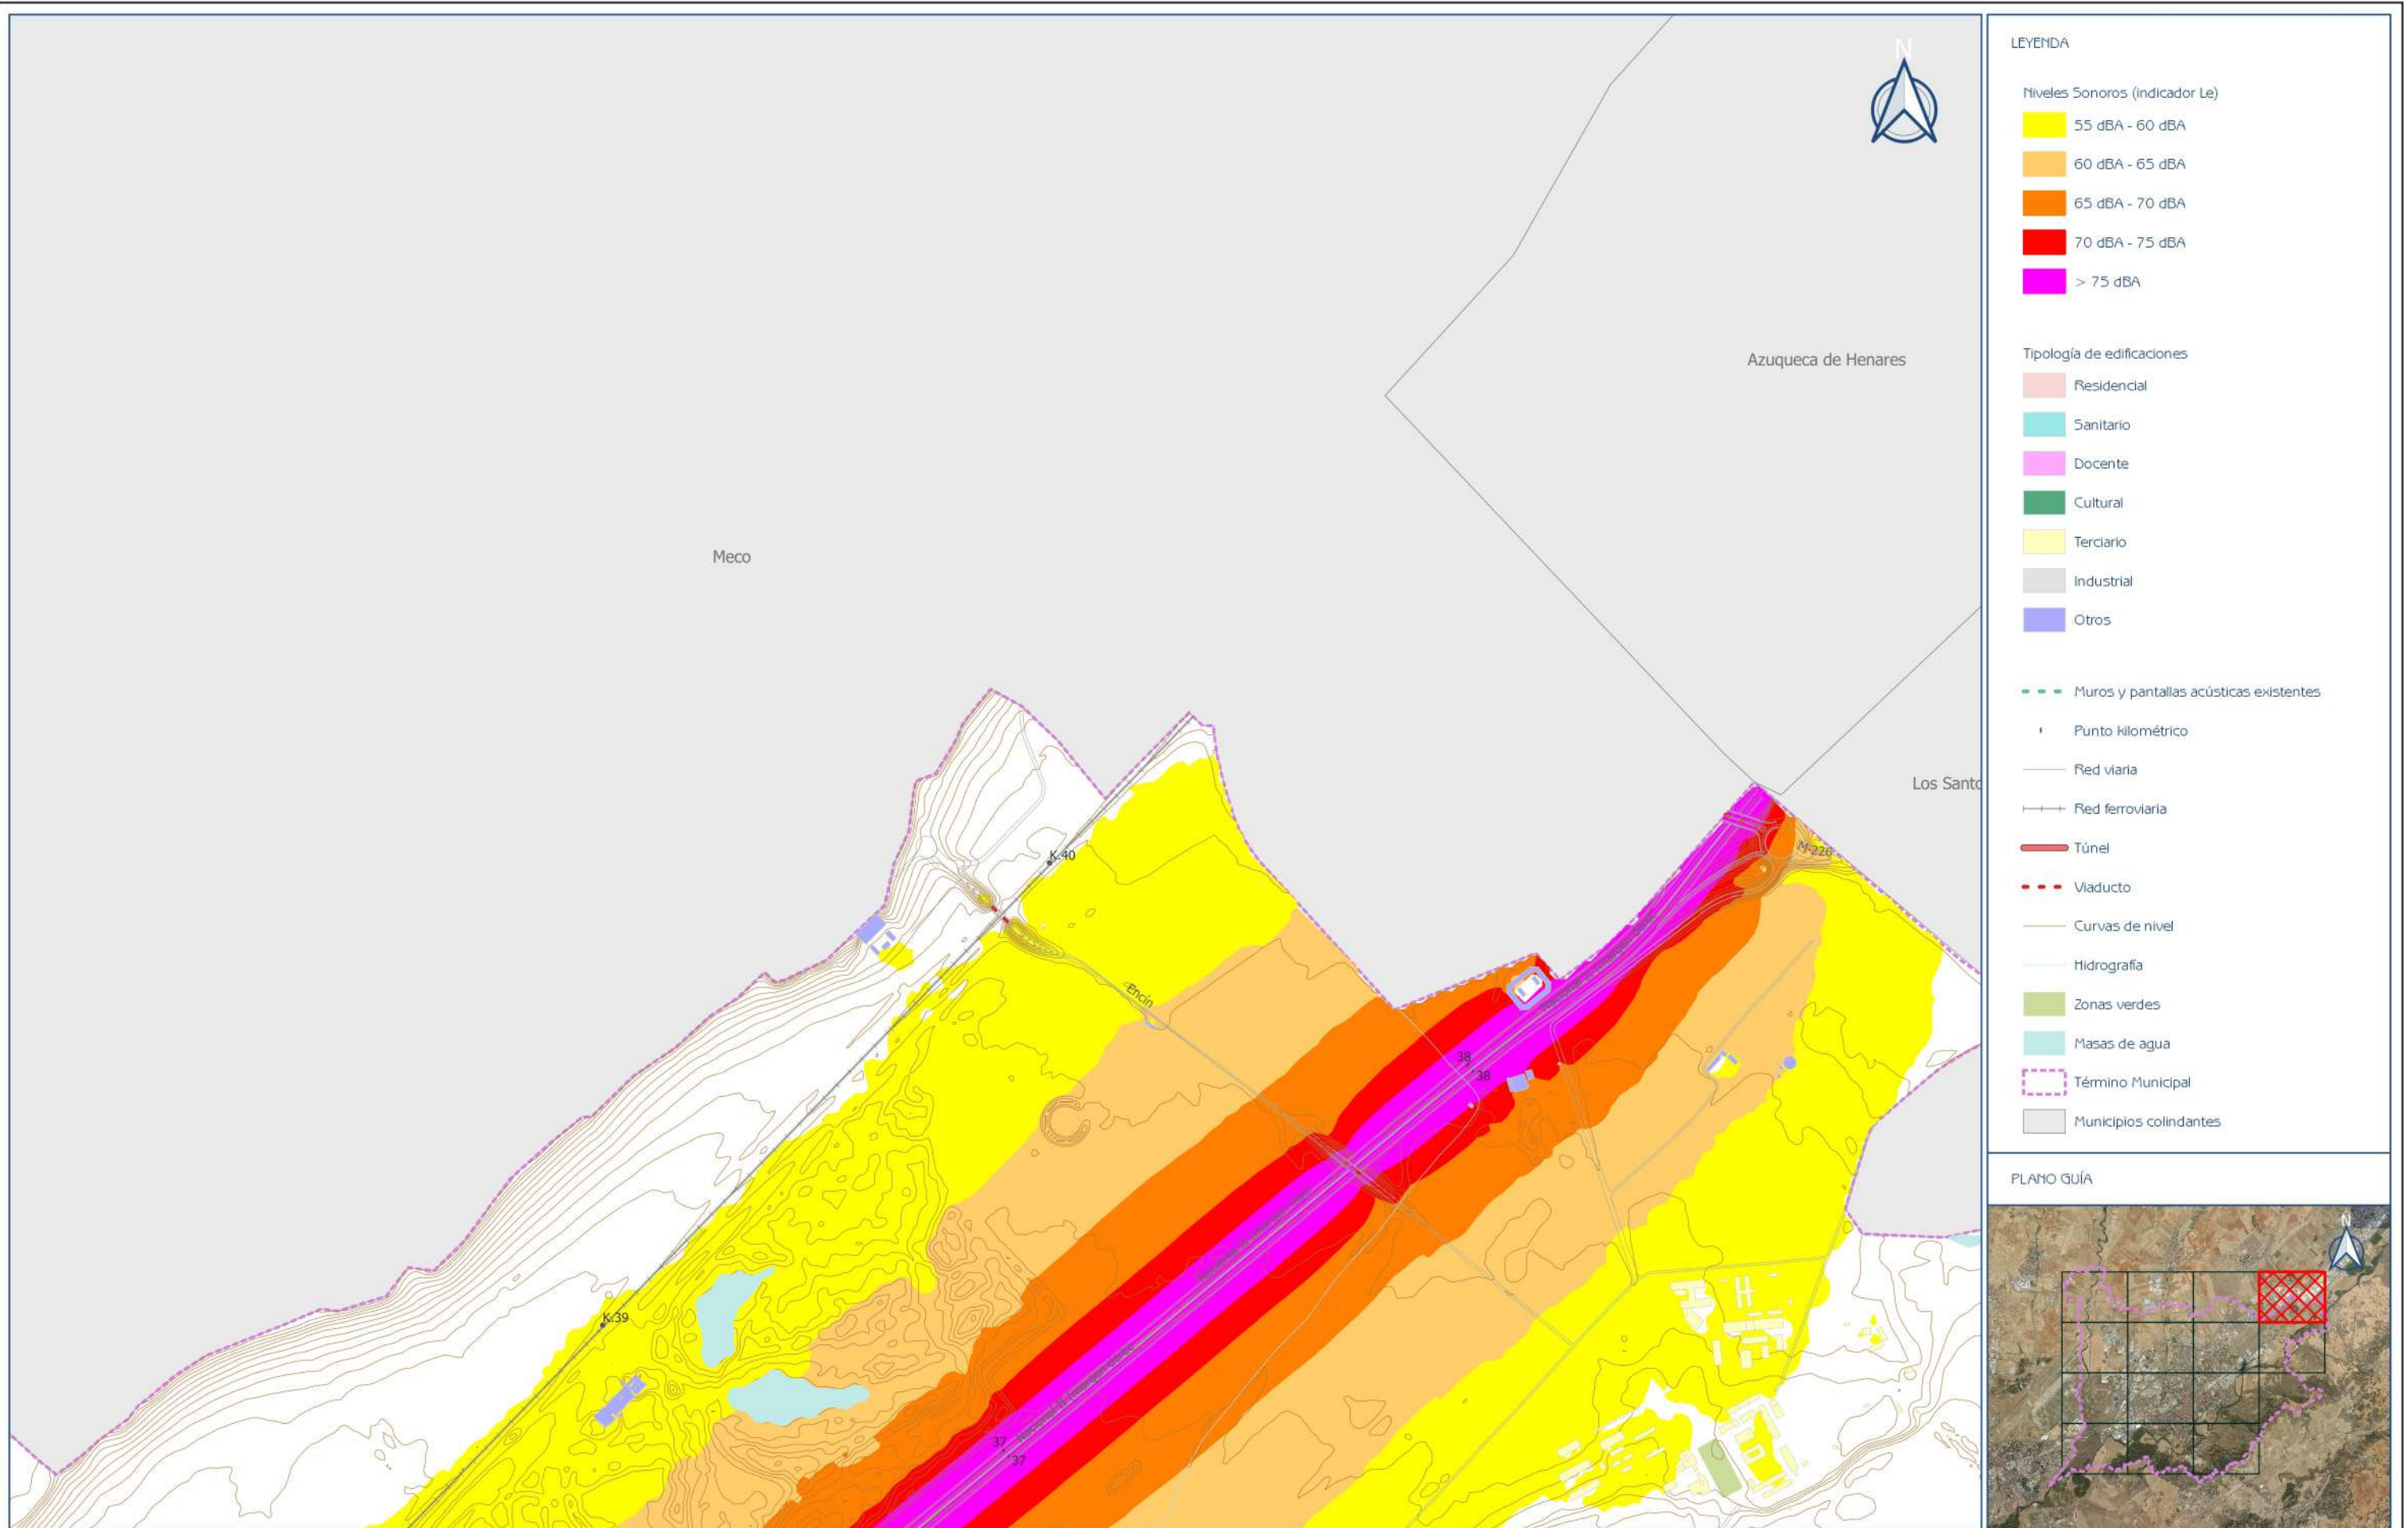 N
Azuqueca de Henares
Meco
Los Santo
M-226
K.40
Encín
38
38
K.39
37
37
LEYENDA
Niveles Sonoros (indicador Le)
55 dBA - 60 dBA
60 dBA - 65 dBA
65 dBA - 70 dBA
70 dBA - 75 dBA
> 75 dBA
Tipología de edificaciones
Residencial
Sanitario
Docente
Cultural
Terciario
Industrial
Otros
Muros y pantallas acústicas existentes
Punto kilométrico
Red viaria
Red ferroviaria
Túnel
Viaducto
Curvas de nivel
Hidrografía
Zonas verdes
Masas de agua
Término Municipal
Municipios colindantes
PLANO GUÍA
N